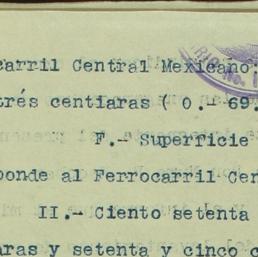 carril Central Mexicano;
trés centiaras ( 0.- 69.
F.- Superficie
ponde al Ferrocarril Cen
II.- Ciento setenta
aras y setenta y cinco c